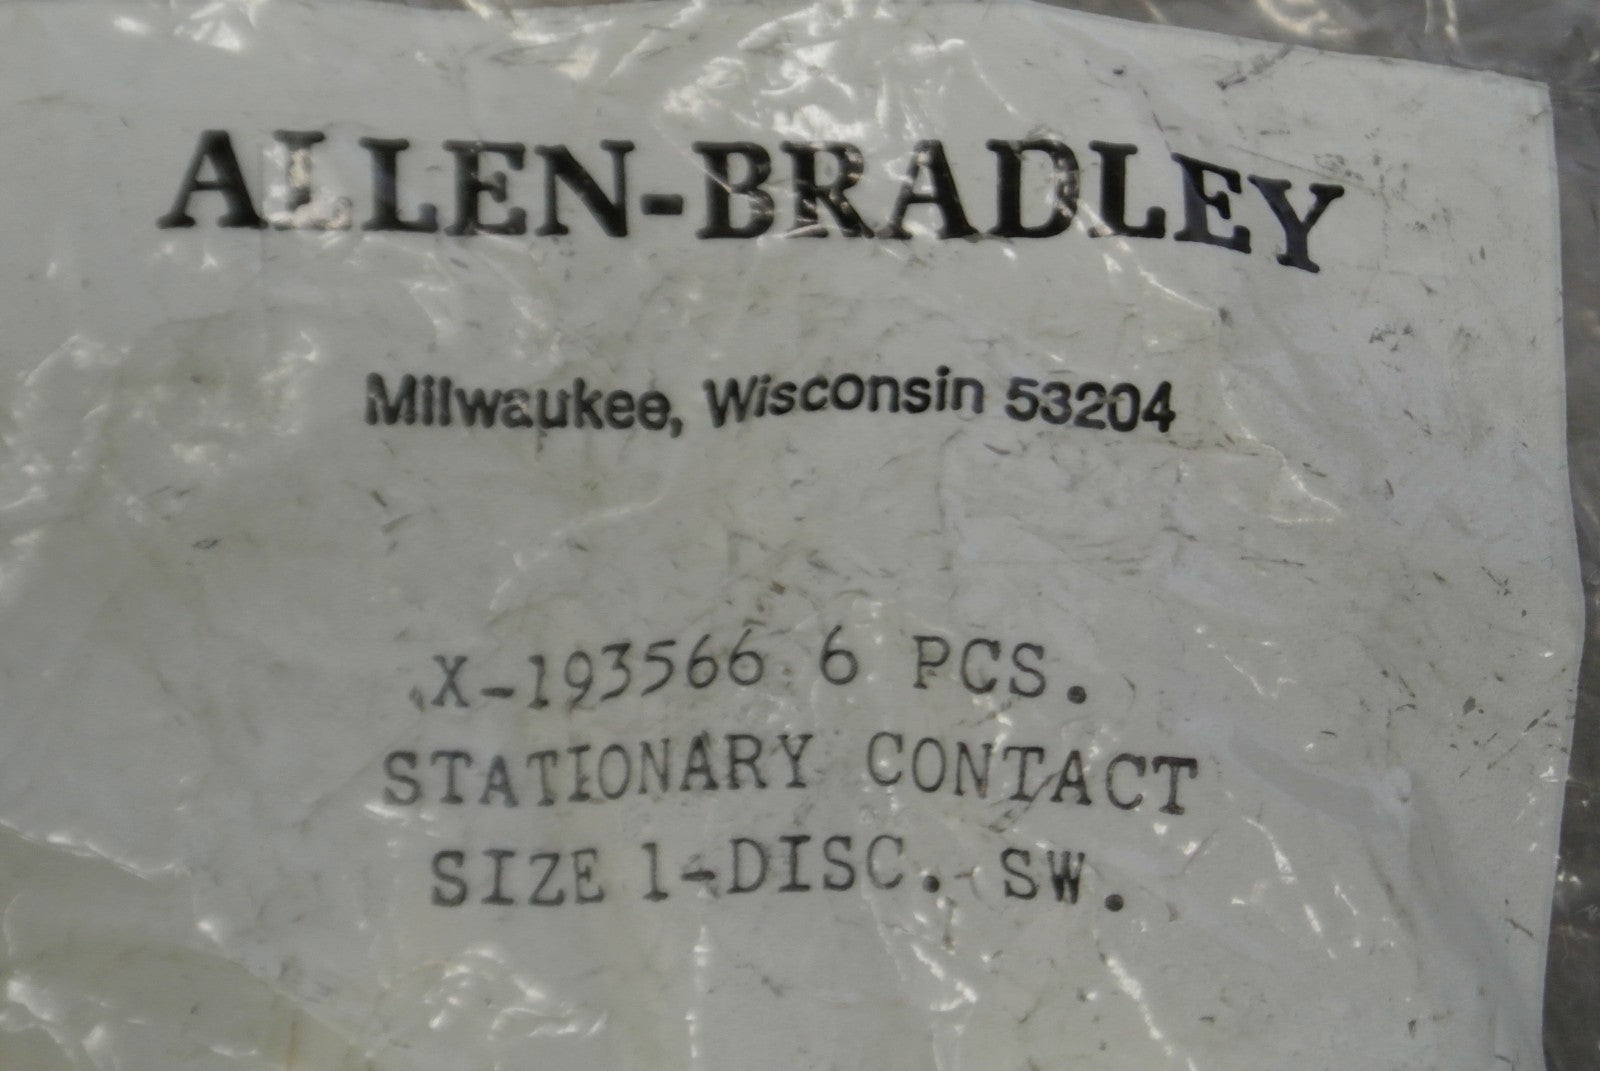 ALLEN-BRADLEY
Milwaukee, Wisconsin 53204
X-193566 6 PCS.
STATIONARY CONTACT
SIZE 1-DISC. SW.